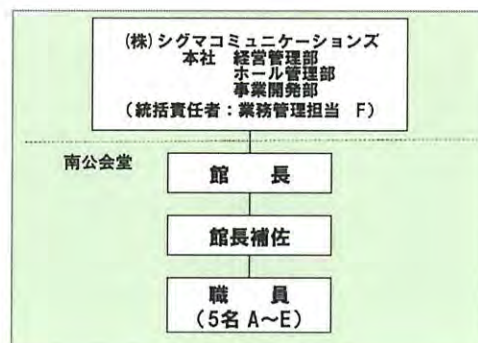 (株)シグマコミュニケーションズ
本社 経営管理部
ホール管理部
事業開発部
(統括責任者:業務管理担当 F)
南公会堂
館 長
館長補佐
職 員
(5名 A~E)